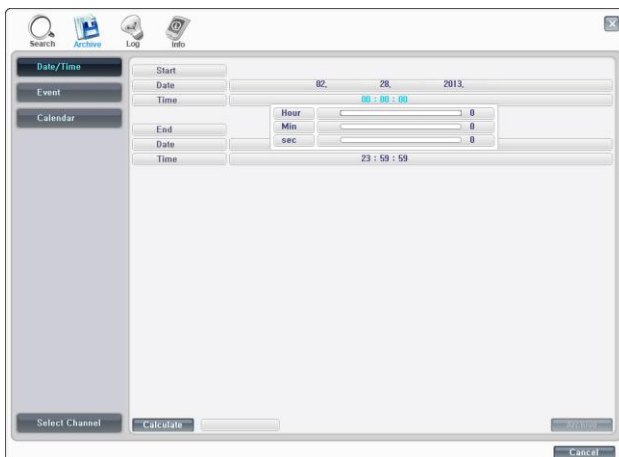 Search Archive Log Info
Date/Time
Event
Calendar
Start
Date 02, 28, 2013,
Time 00 : 00 : 00
Hour 0
Min 0
sec 0
End
Date
Time 23 : 59 : 59
Select Channel
Calculate
Archive
Cancel